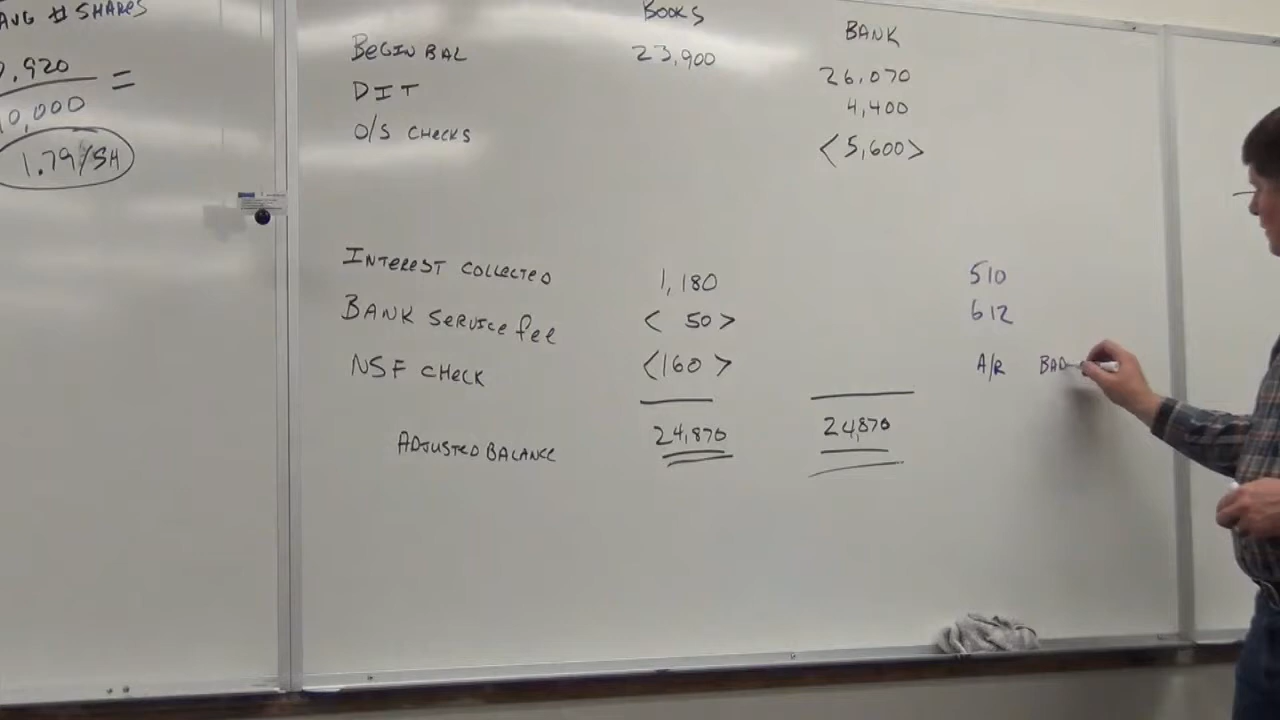 AVG # SHARES
,920 =
0,000
1.79/SH
BOOKS BANK
BEGIN BAL 23,900 26,070
DIT 4,400
O/S CHECKS <5,600>
INTEREST COLLECTED 1,180 510
BANK SERVICE fee < 50> 612
NSF CHECK <160 > A/R BAD
ADJUSTED BALANCE 24,870 24,870